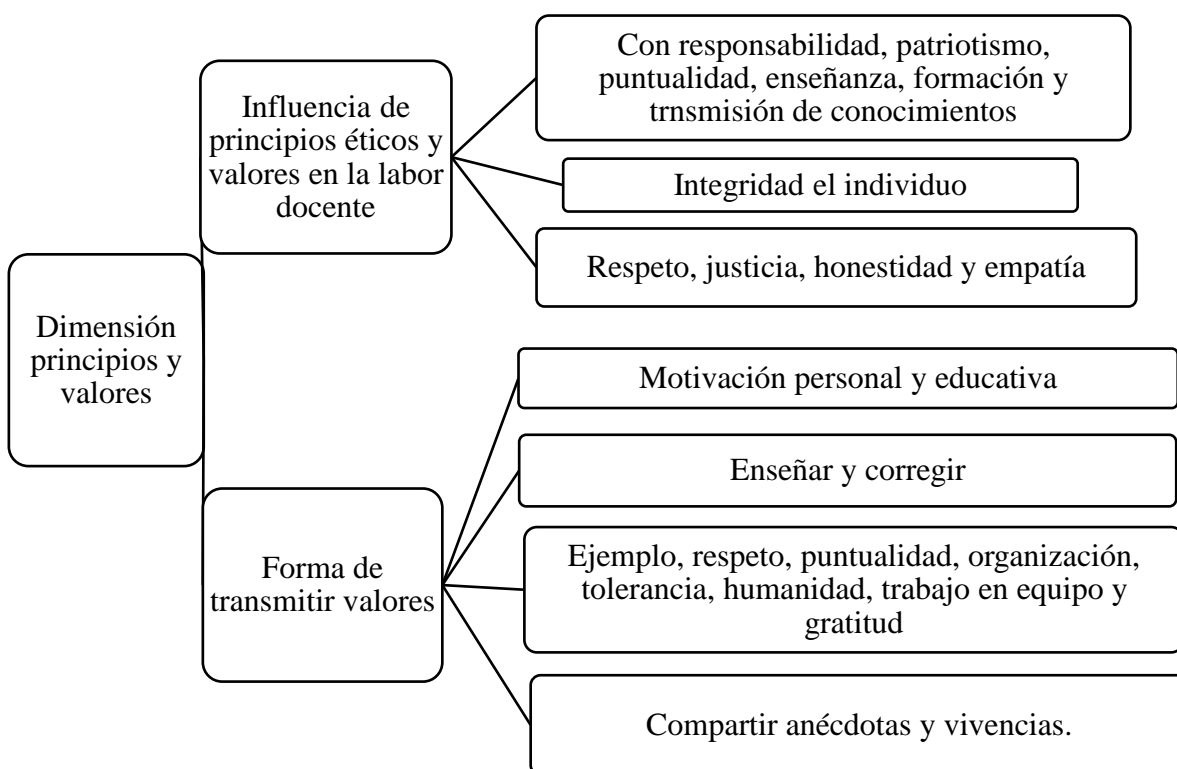 Dimensión
principios y
valores
Influencia de
principios éticos y
valores en la labor
docente
Con responsabilidad, patriotismo,
puntualidad, enseñanza, formación y
trnsmisión de conocimientos
Integridad el individuo
Respeto, justicia, honestidad y empatía
Forma de
transmitir valores
Motivación personal y educativa
Enseñar y corregir
Ejemplo, respeto, puntualidad, organización,
tolerancia, humanidad, trabajo en equipo y
gratitud
Compartir anécdotas y vivencias.